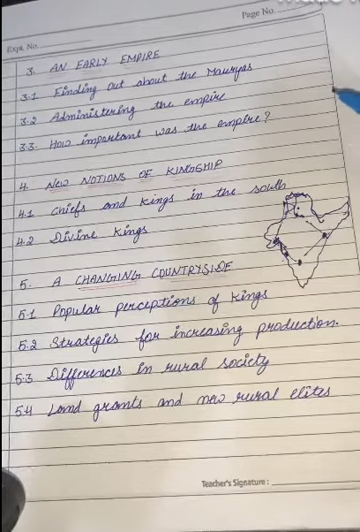 Page No
Expt. No.
3. AN EARLY EMPIRE
3.1 Finding out about the Mauryas
3.2 Administering the empire
3.3. How important was the empire?
4. NEW NOTIONS OF KINGSHIP
4.1 Chiefs and kings in the south
4.2 Divine Kings
5. A CHANGING COUNTRYSIDE
5.1 Popular perceptions of Kings
5.2 Strategies for increasing production.
5.3 Differences in rural society
5.4 Land grants and new rural elites
Teacher's Signature :